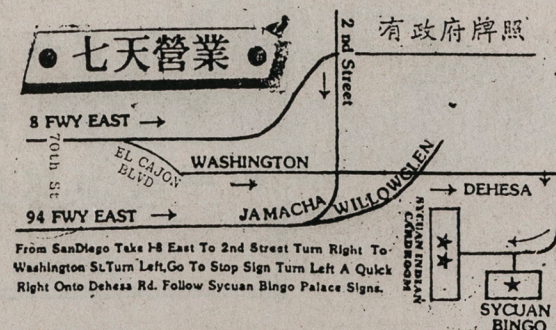 有政府牌照
七天營業
2 nd Street
8 FWY EAST
70th St
EL CAJON
BLVD
WASHINGTON
WILLOWGLEN
DEHESA
94 FWY EAST
JAMACHA
SYCUAN INDIAN
CARDROOM
From SanDiego Take I-8 East To 2nd Street Turn Right To
Washington St.Turn Left,Go To Stop Sign Turn Left A Quick
Right Onto Dehesa Rd. Follow Sycuan Bingo Palace Signs.
SYCUAN
BINGO